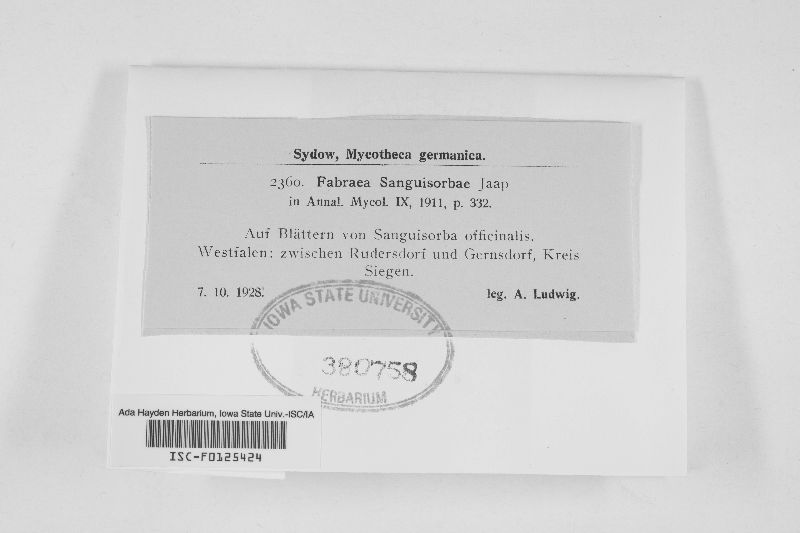 Sydow, Mycotheca germanica.
2360. Fabraea Sanguisorbae Jaap
in Annal. Mycol. IX, 1911, p. 332.
Auf Blättern von Sanguisorba officinalis.
Westfalen: zwischen Rudersdorf und Gernsdorf, Kreis
Siegen.
7. 10. 1928. leg. A. Ludwig.
IOWA STATE UNIVERSITY
380758
HERBARIUM
Ada Hayden Herbarium, Iowa State Univ.-ISC/IA
ISC-F0125424